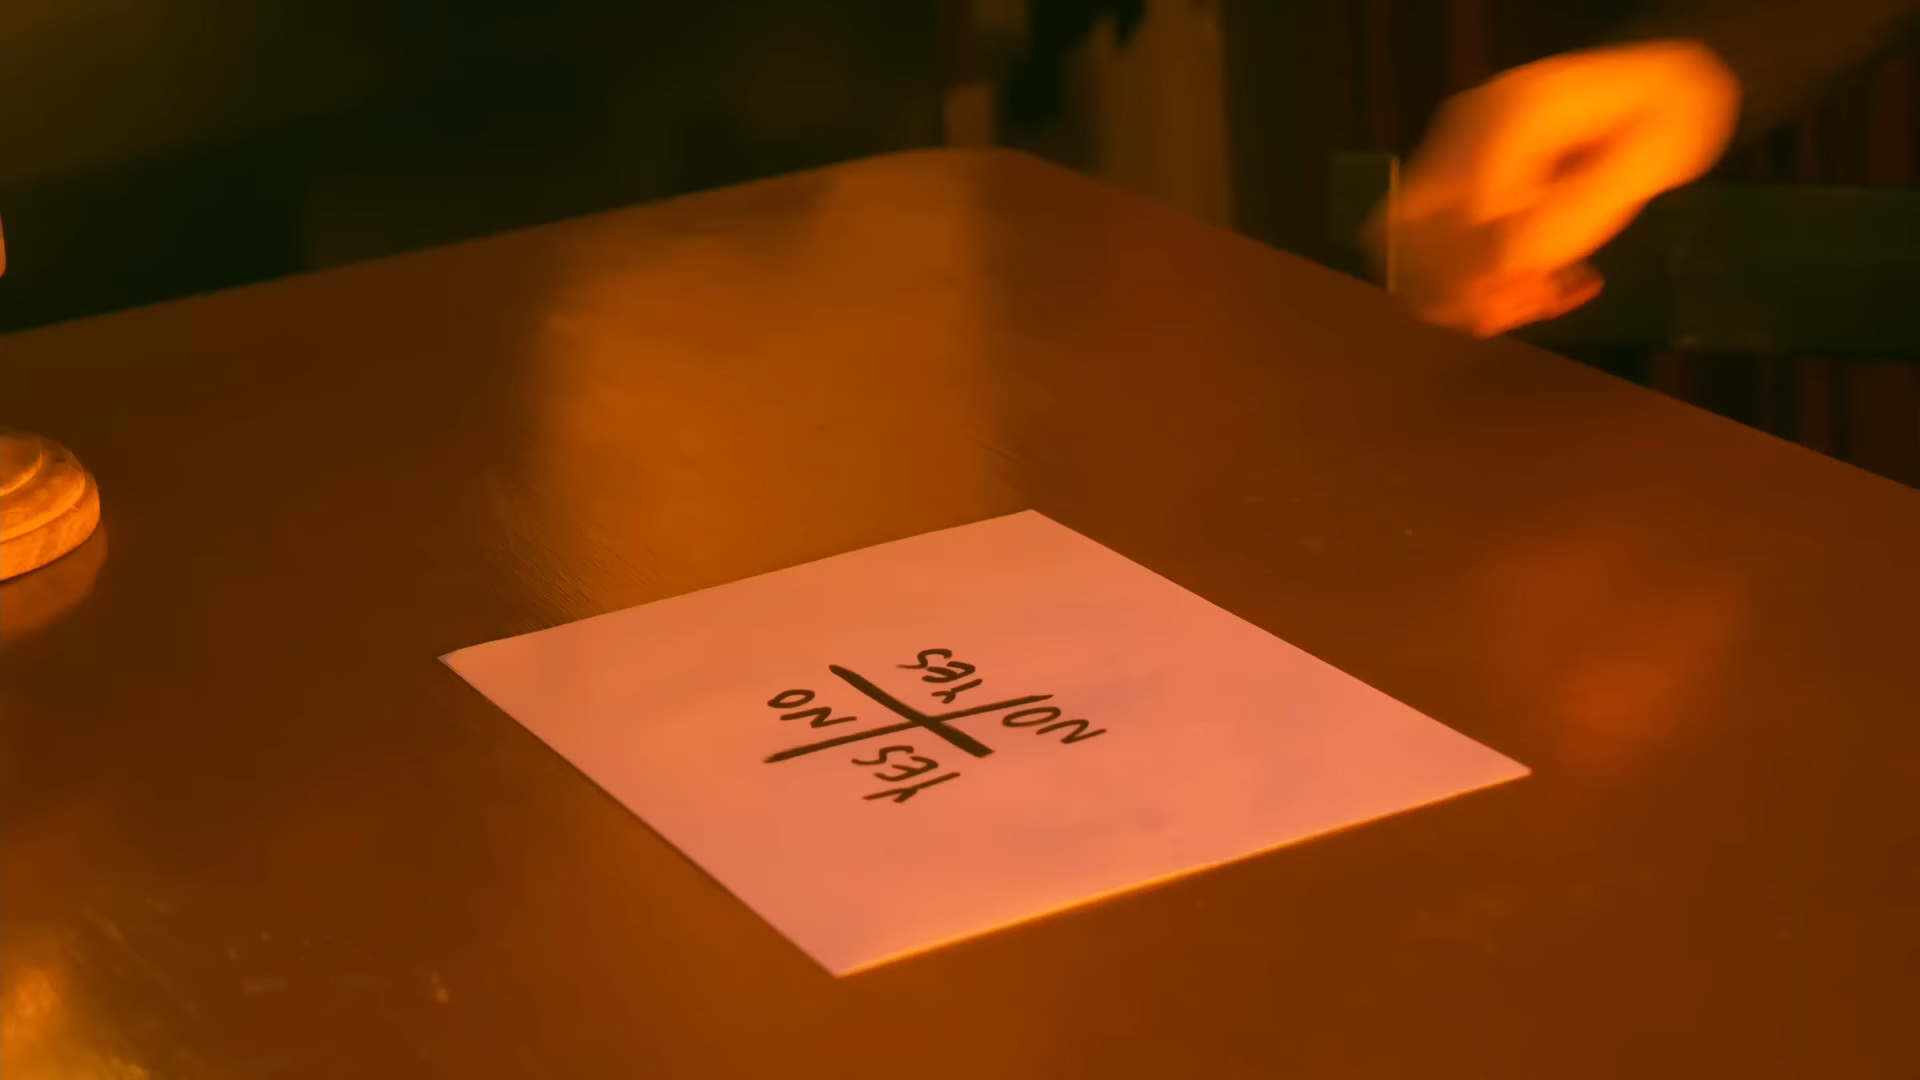 YES NO
NO YES